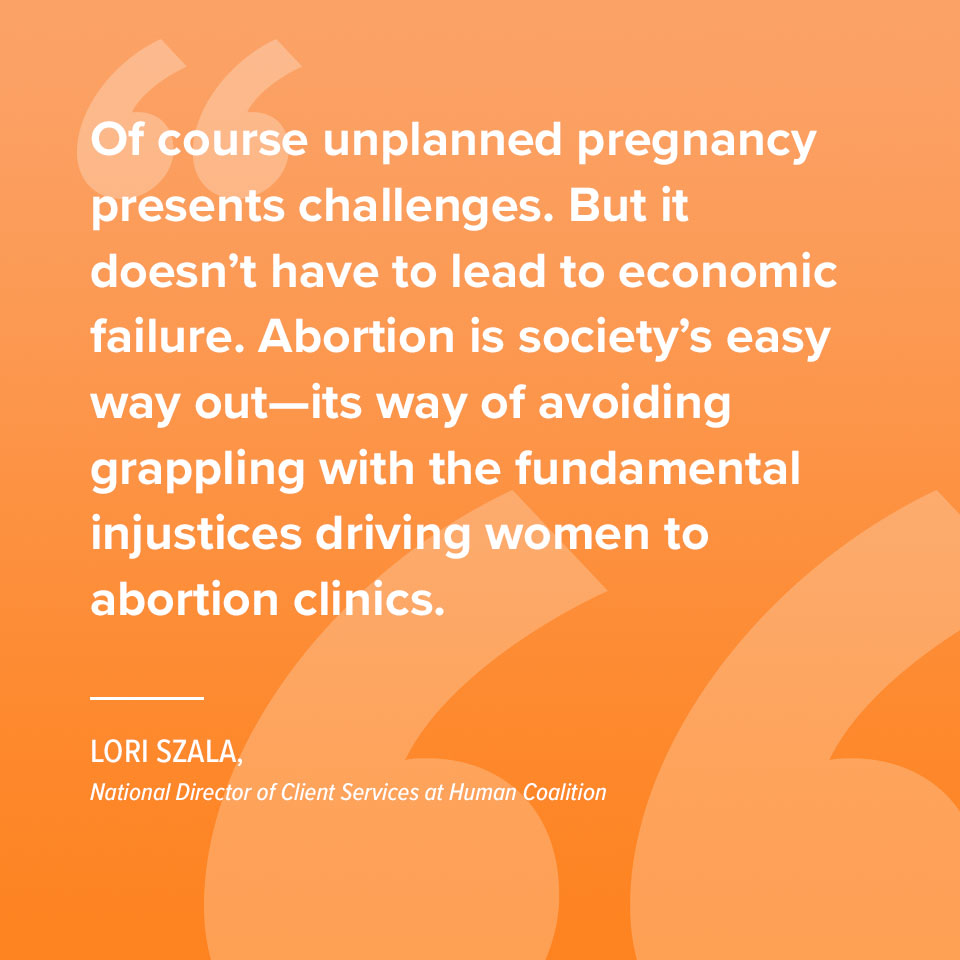 Of course unplanned pregnancy
presents challenges. But it
doesn’t have to lead to economic
failure. Abortion is society’s easy
way out—its way of avoiding
grappling with the fundamental
injustices driving women to
abortion clinics.
LORI SZALA,
National Director of Client Services at Human Coalition